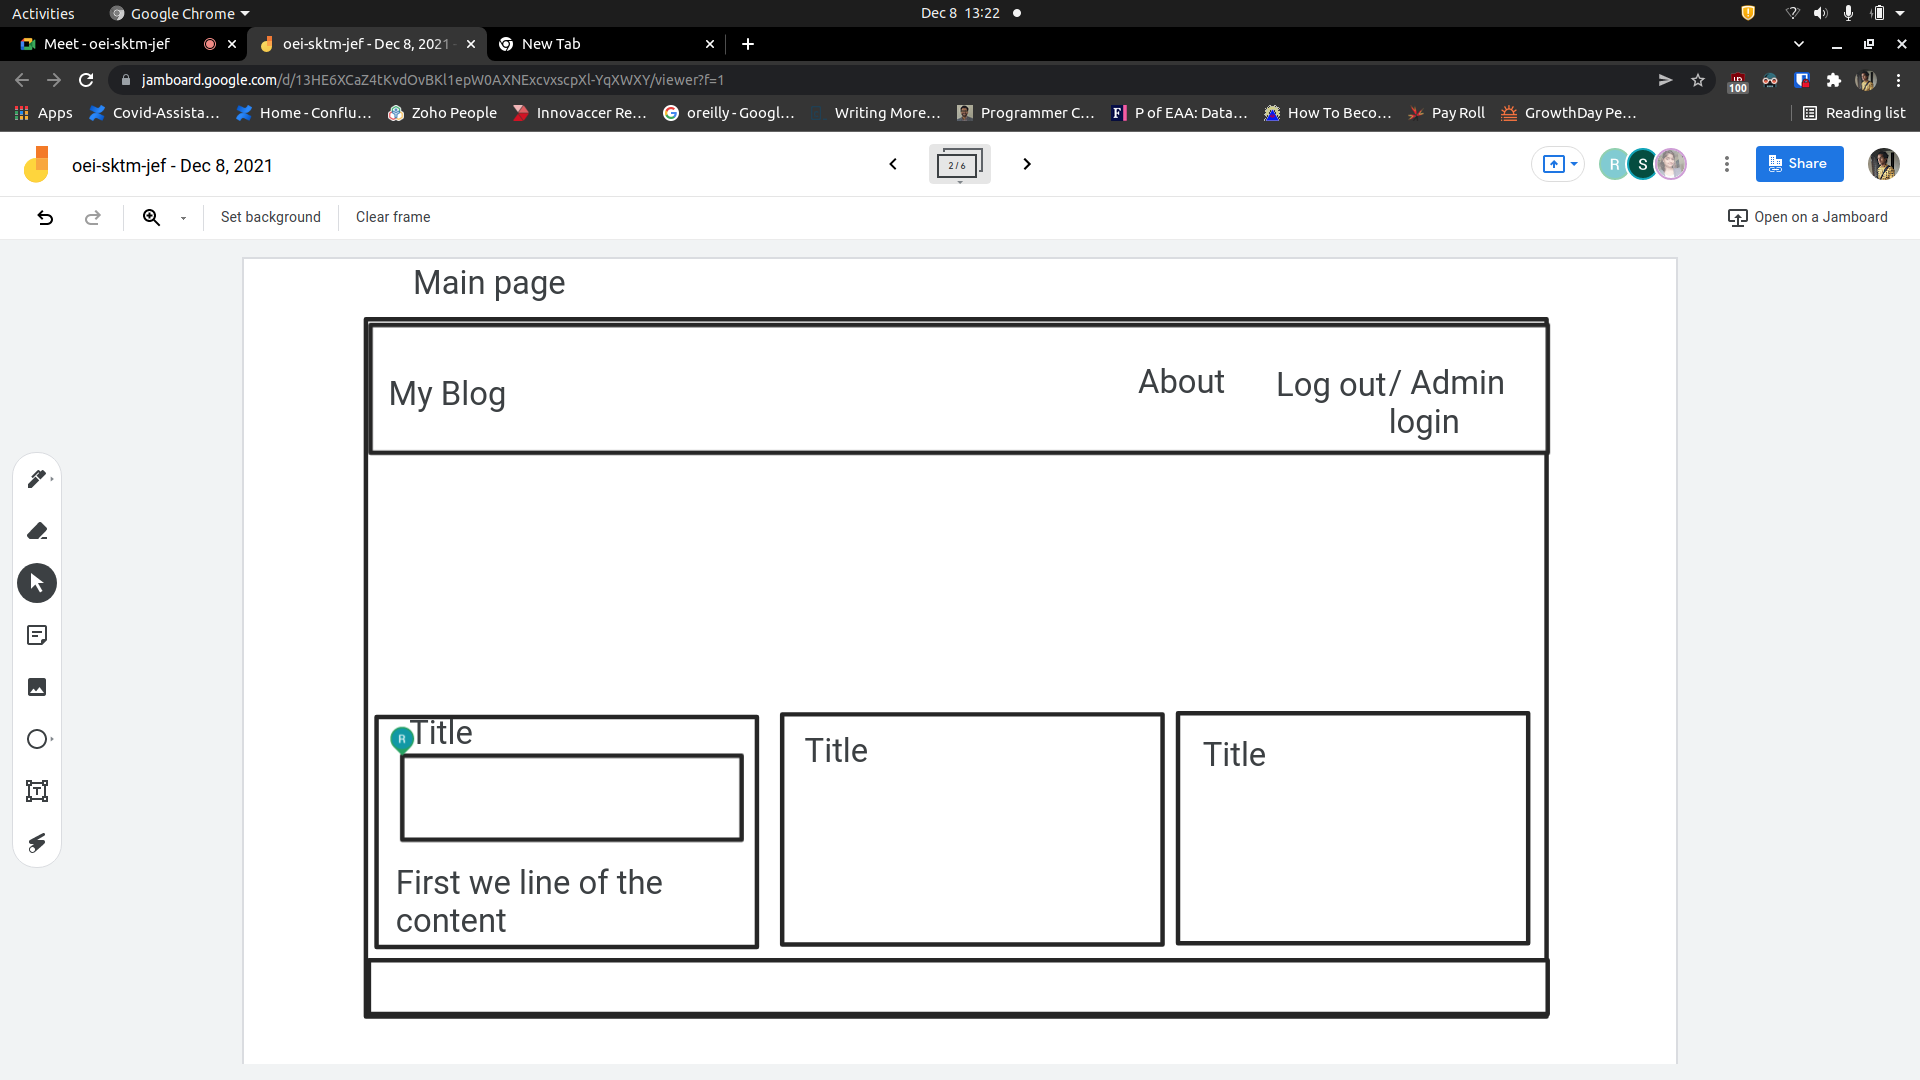 Activities
Google Chrome
Dec 8 13:22
Meet - oei-sktm-jef
oei-sktm-jef - Dec 8, 2021 -
New Tab
jamboard.google.com/d/13HE6XCaZ4tKvdOvBKl1epW0AXNExcvxscpXl-YqXWXY/viewer?f=1
100
Apps
Covid-Assista…
Home - Conflu…
Zoho People
Innovaccer Re…
oreilly - Googl…
Writing More…
Programmer C…
F
P of EAA: Data…
How To Beco…
Pay Roll
GrowthDay Pe…
Reading list
oei-sktm-jef - Dec 8, 2021
2 / 6
R
S
Share
Set background
Clear frame
Open on a Jamboard
Main page
My Blog
About
Log out/ Admin
login
R
Title
Title
Title
First we line of the
content